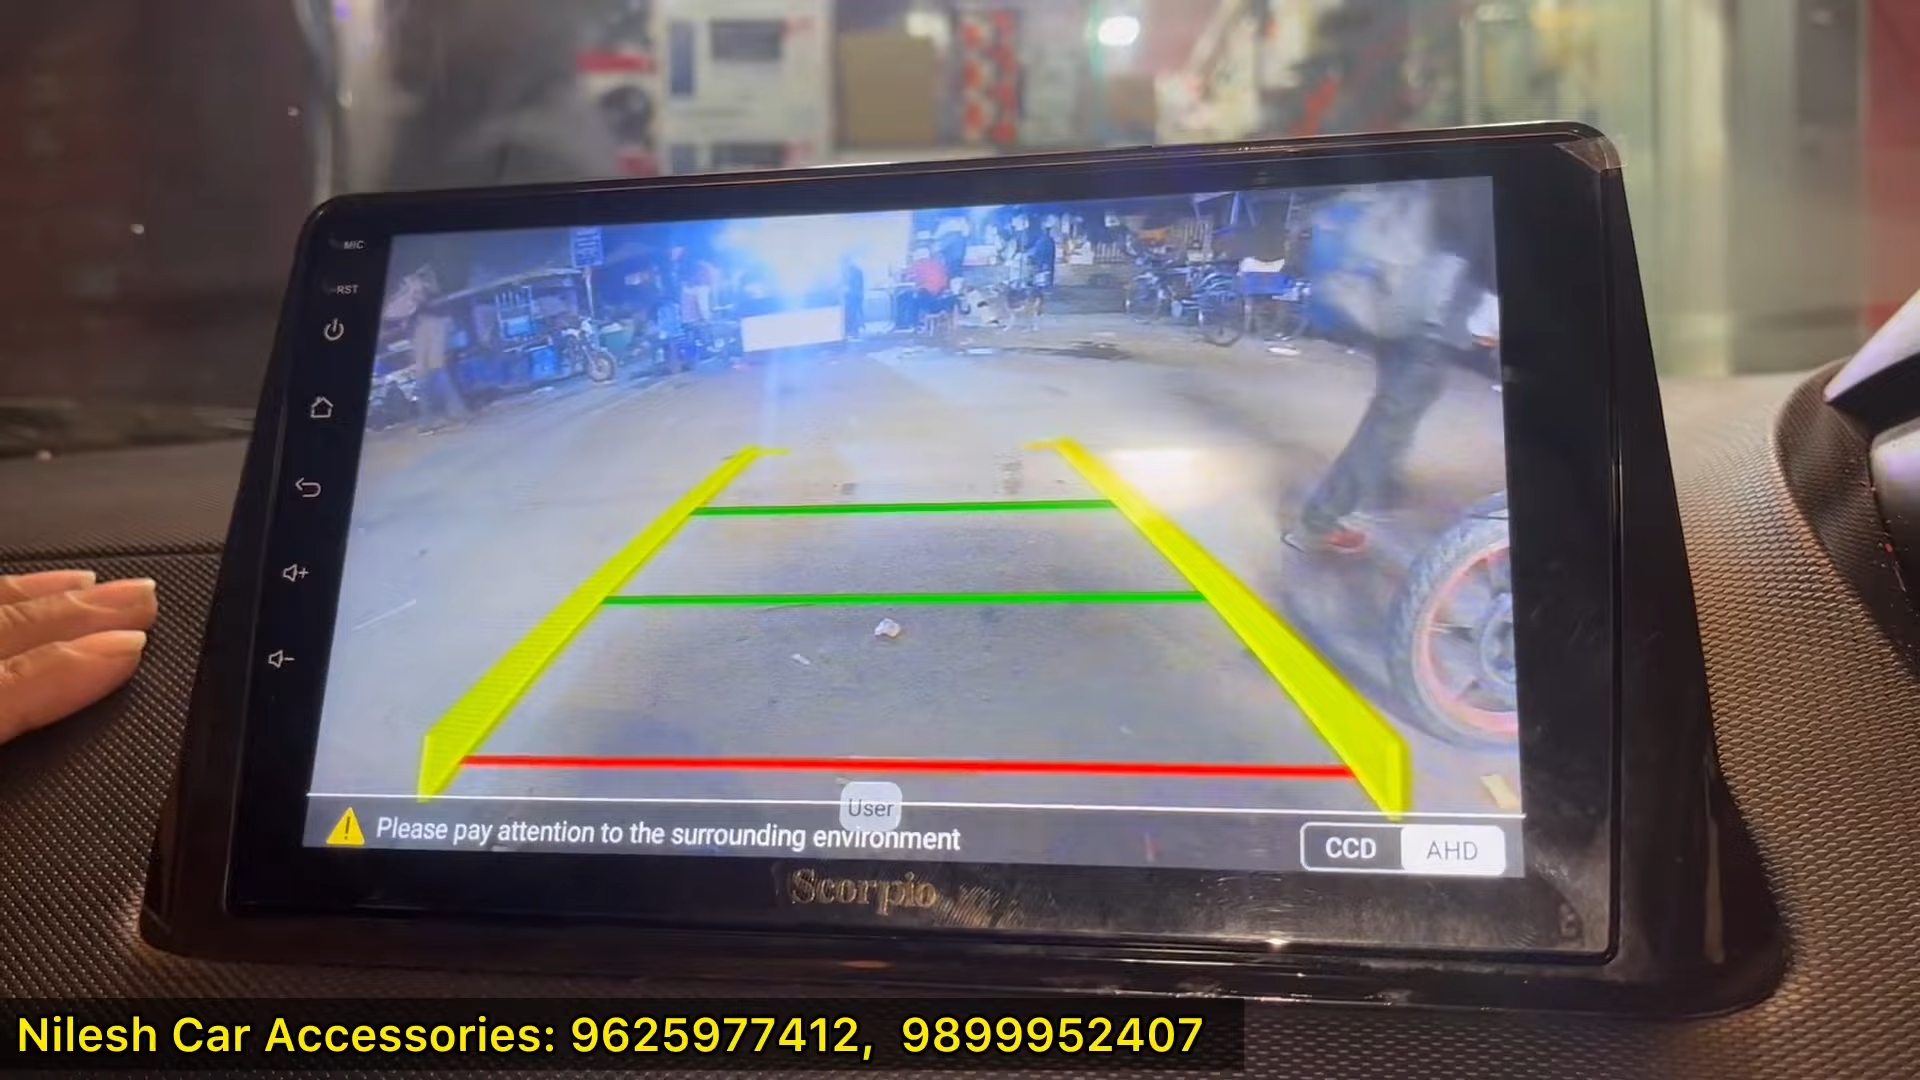 MIC
RST
User
Please pay attention to the surrounding environment
CCD AHD
Scorpio
Nilesh Car Accessories: 9625977412, 9899952407